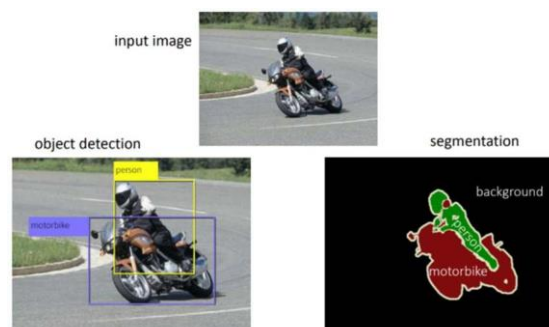 input image
object detection
segmentation
person
motorbike
background
person
motorbike